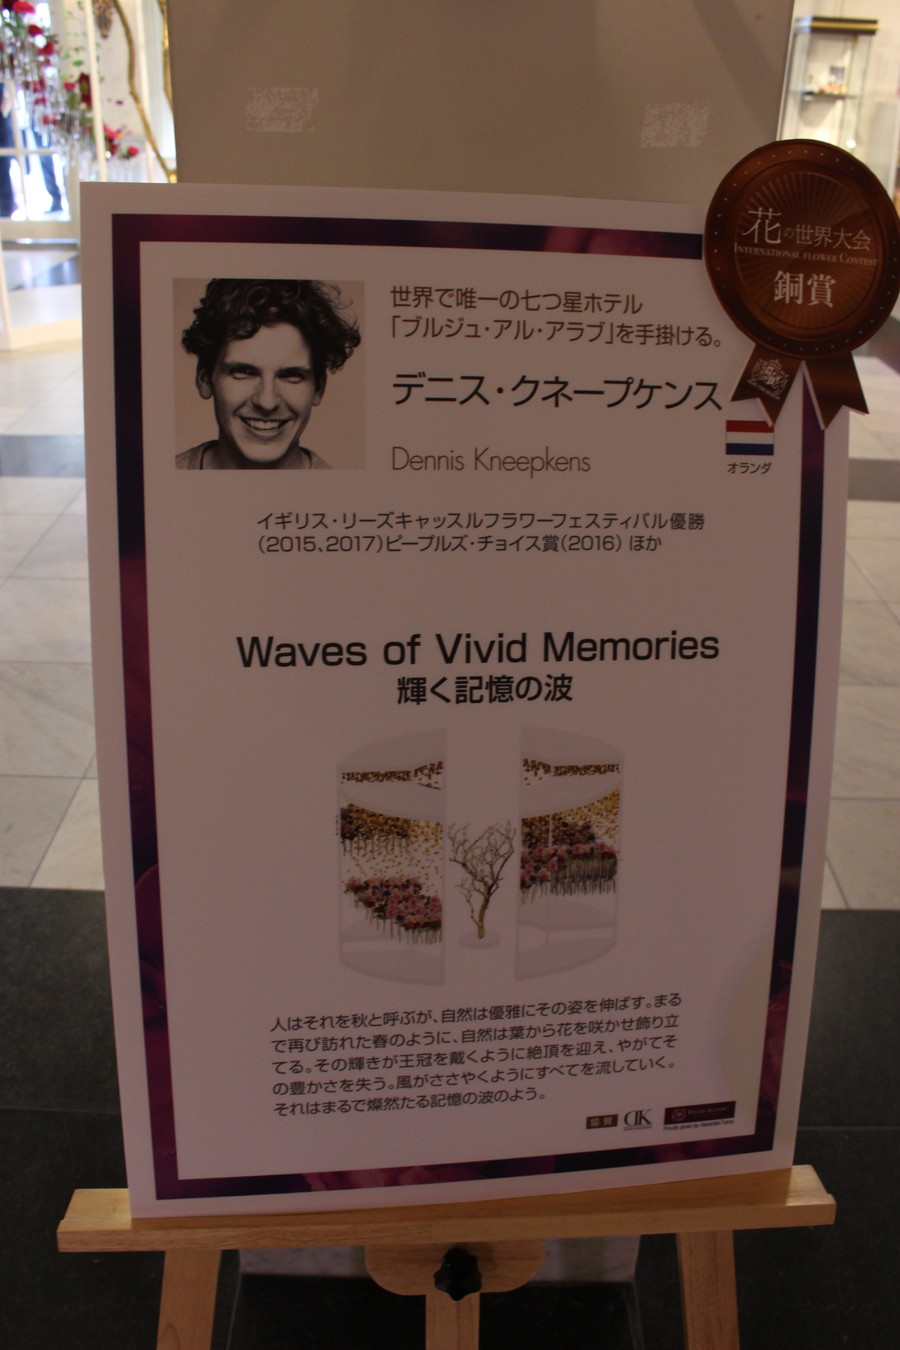 花の世界大会
INTERNATIONAL FLOWER CONTEST
銅賞
世界で唯一の七つ星ホテル
「ブルジュ・アル・アラブ」を手掛ける。
デニス・クネープケンス
Dennis Kneepkens
オランダ
イギリス・リーズキャッスルフラワーフェスティバル優勝
(2015、2017)ピープルズ・チョイス賞(2016) ほか
Waves of Vivid Memories
輝く記憶の波
人はそれを秋と呼ぶが、自然は優雅にその姿を伸ばす。まる
で再び訪れた春のように、自然は葉から花を咲かせ飾り立
てる。その輝きが王冠を戴くように絶頂を迎え、やがてそ
の豊かさを失う。風がささやくようにすべてを流していく。
それはまるで燦然たる記憶の波のよう。
協賛
DK